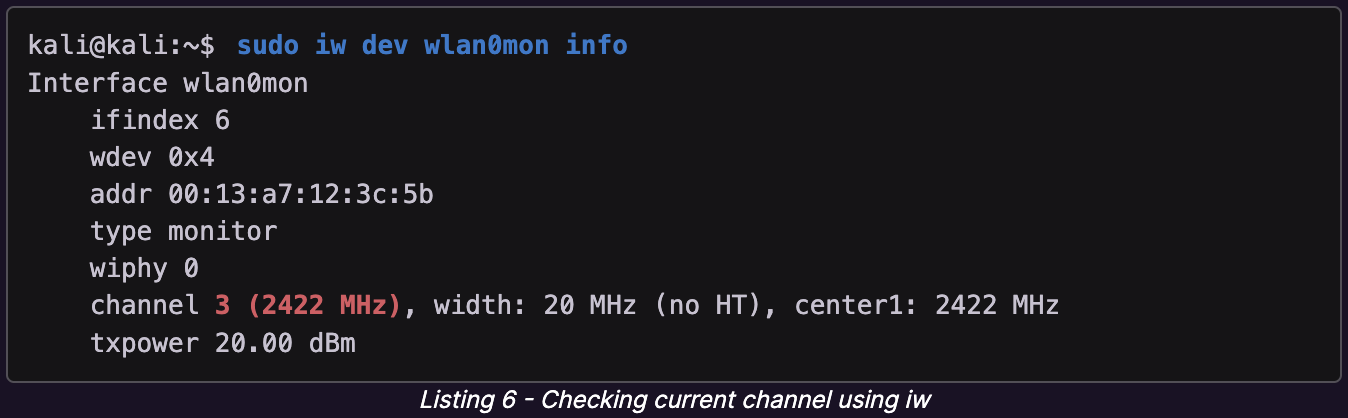 kali@kali:~$ sudo iw dev wlan0mon info
Interface wlan0mon
    ifindex 6
    wdev 0x4
    addr 00:13:a7:12:3c:5b
    type monitor
    wiphy 0
    channel 3 (2422 MHz), width: 20 MHz (no HT), center1: 2422 MHz
    txpower 20.00 dBm
Listing 6 - Checking current channel using iw